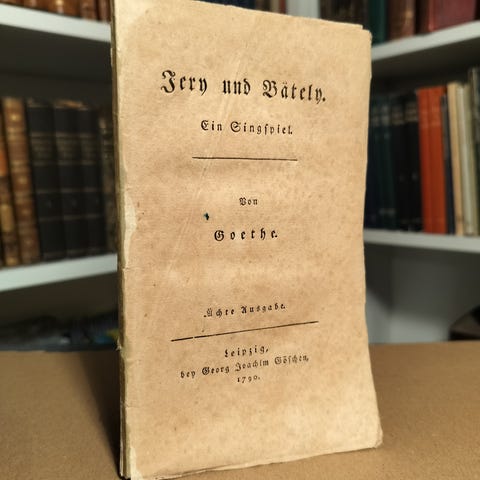 Jery und Bätely.
Ein Singſpiel.
Von
Goethe.
Ächte Ausgabe.
Leipzig,
bey Georg Joachim Göſchen,
1790.